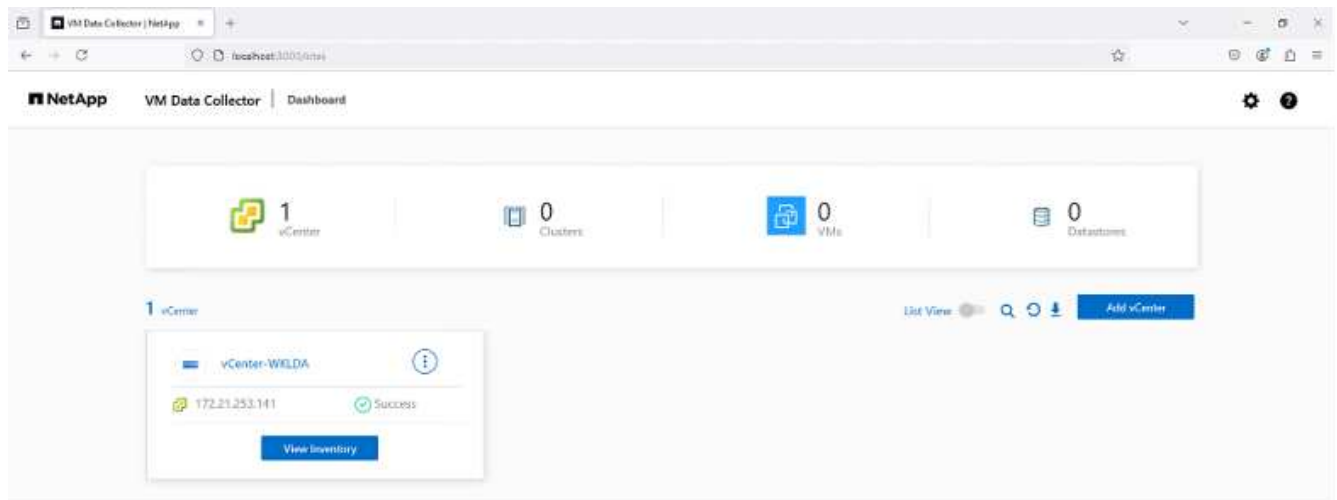 VM Data Collector | NetApp
localhost:3000/sites
NetApp
VM Data Collector | Dashboard
1
vCenter
0
Clusters
0
VMs
0
Datastores
1 vCenter
List View
Add vCenter
vCenter-WKLDA
172.21.253.141
Success
View Inventory